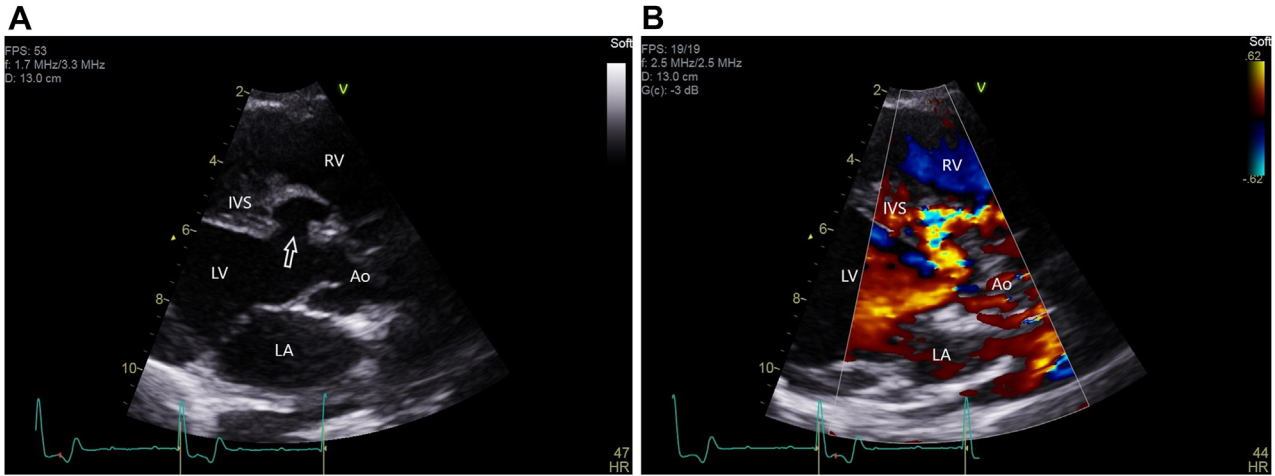 A
FPS: 53
f: 1.7 MHz/3.3 MHz
D: 13.0 cm
Soft
V
2
4
6
8
10
RV
IVS
LV
Ao
LA
47
HR
B
FPS: 19/19
f: 2.5 MHz/2.5 MHz
D: 13.0 cm
G(c): -3 dB
Soft
.62
-.62
V
2
4
6
8
10
RV
IVS
LV
Ao
LA
44
HR